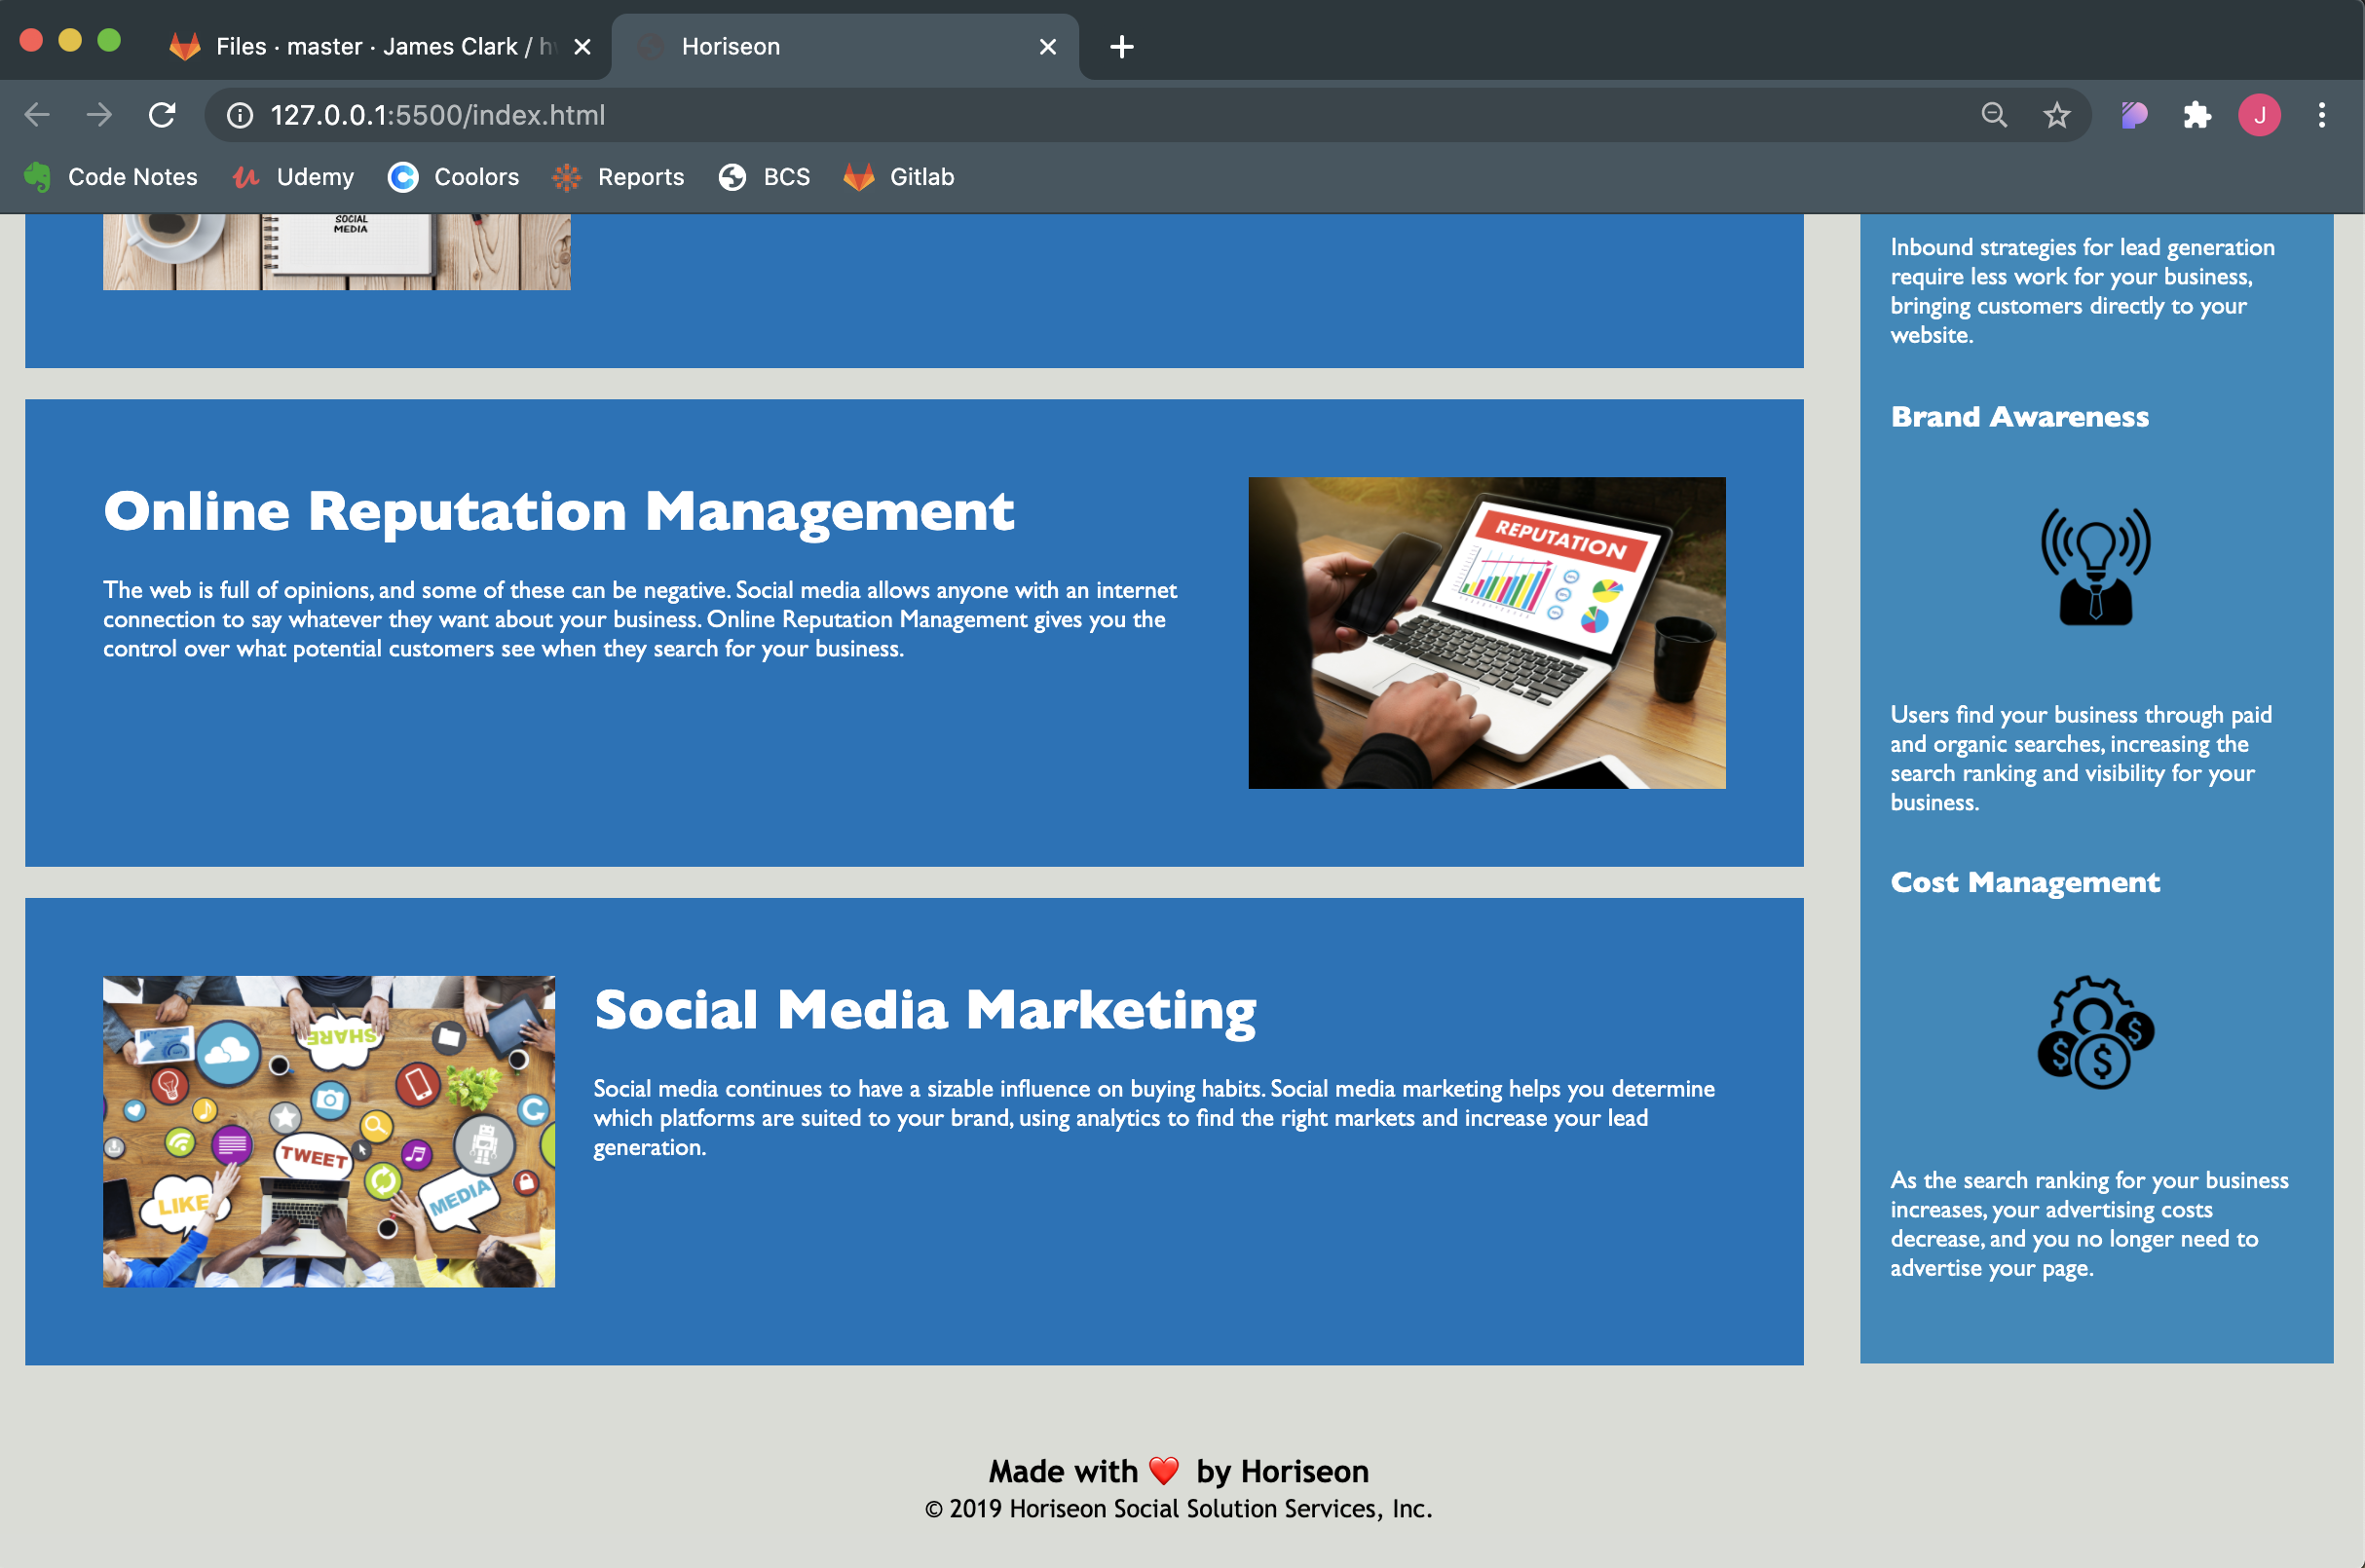 Files · master · James Clark / h
Horiseon
127.0.0.1:5500/index.html
J
Code Notes
Udemy
Coolors
Reports
BCS
Gitlab
SOCIAL
MEDIA
Online Reputation Management
The web is full of opinions, and some of these can be negative. Social media allows anyone with an internet
connection to say whatever they want about your business. Online Reputation Management gives you the
control over what potential customers see when they search for your business.
REPUTATION
SHARE
TWEET
LIKE
MEDIA
Social Media Marketing
Social media continues to have a sizable influence on buying habits. Social media marketing helps you determine
which platforms are suited to your brand, using analytics to find the right markets and increase your lead
generation.
Inbound strategies for lead generation
require less work for your business,
bringing customers directly to your
website.
Brand Awareness
Users find your business through paid
and organic searches, increasing the
search ranking and visibility for your
business.
Cost Management
$ $ $
As the search ranking for your business
increases, your advertising costs
decrease, and you no longer need to
advertise your page.
Made with ❤️ by Horiseon
© 2019 Horiseon Social Solution Services, Inc.